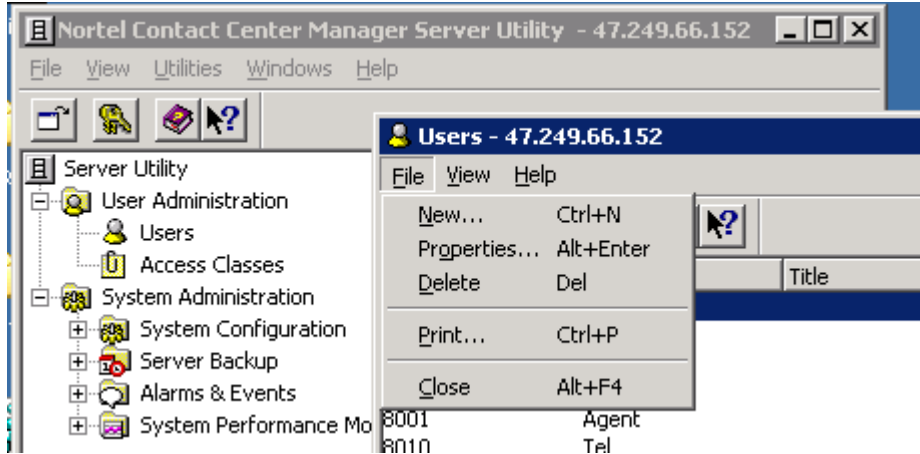 Nortel Contact Center Manager Server Utility - 47.249.66.152
File View Utilities Windows Help
Users - 47.249.66.152
File View Help
Server Utility
User Administration
Users
Access Classes
System Administration
System Configuration
Server Backup
Alarms & Events
System Performance Mo
New... Ctrl+N
Properties... Alt+Enter
Delete Del
Print... Ctrl+P
Close Alt+F4
Title
8001 Agent
8010 Tel